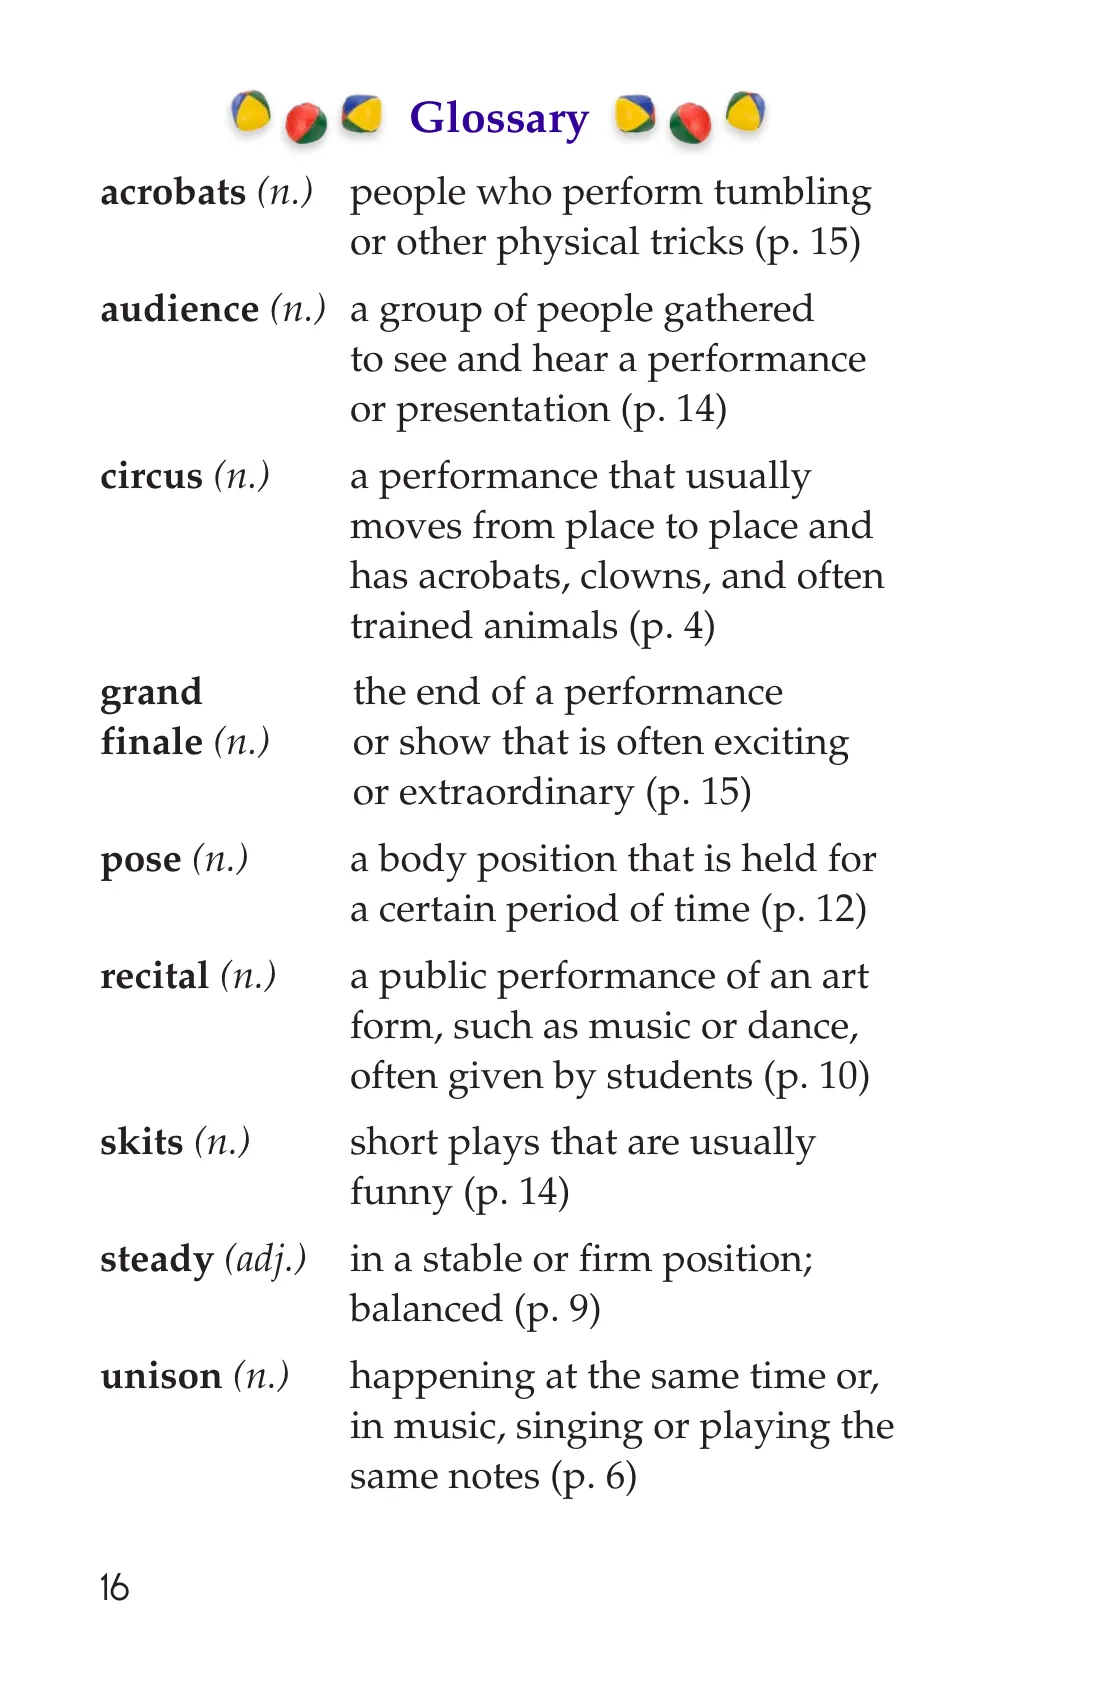 Glossary
acrobats (n.) people who perform tumbling
or other physical tricks (p. 15)
audience (n.) a group of people gathered
to see and hear a performance
or presentation (p. 14)
circus (n.) a performance that usually
moves from place to place and
has acrobats, clowns, and often
trained animals (p. 4)
grand the end of a performance
finale (n.) or show that is often exciting
or extraordinary (p. 15)
pose (n.) a body position that is held for
a certain period of time (p. 12)
recital (n.) a public performance of an art
form, such as music or dance,
often given by students (p. 10)
skits (n.) short plays that are usually
funny (p. 14)
steady (adj.) in a stable or firm position;
balanced (p. 9)
unison (n.) happening at the same time or,
in music, singing or playing the
same notes (p. 6)
16